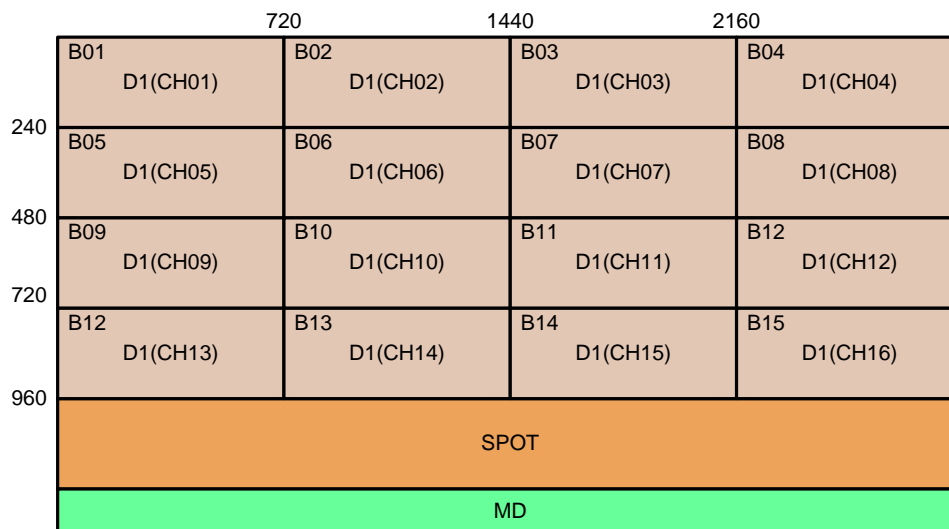 720 1440 2160
B01 B02 B03 B04
D1(CH01) D1(CH02) D1(CH03) D1(CH04)
240
B05 B06 B07 B08
D1(CH05) D1(CH06) D1(CH07) D1(CH08)
480
B09 B10 B11 B12
D1(CH09) D1(CH10) D1(CH11) D1(CH12)
720
B12 B13 B14 B15
D1(CH13) D1(CH14) D1(CH15) D1(CH16)
960
SPOT
MD